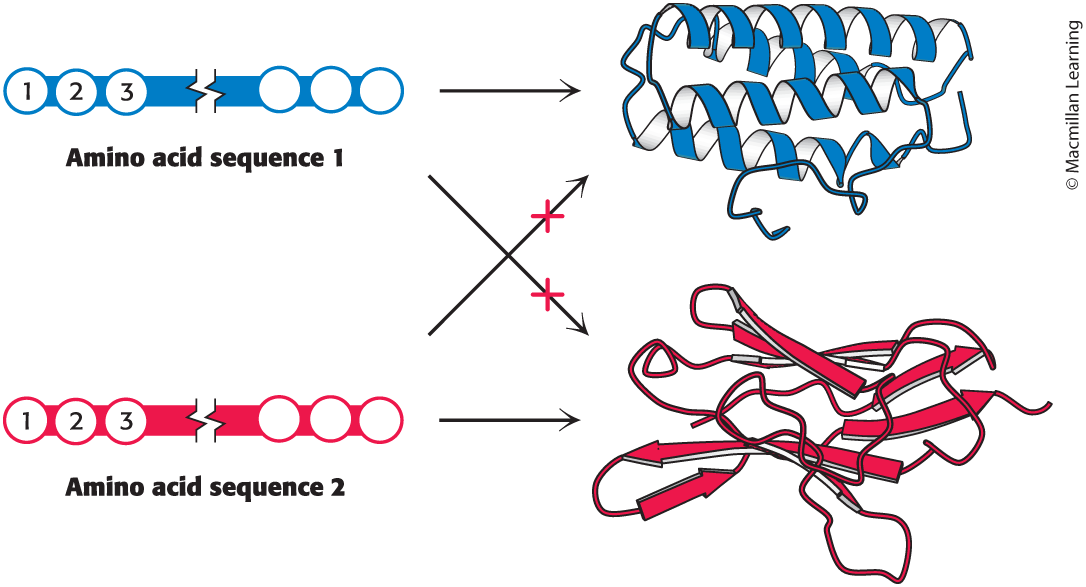 1 2 3
Amino acid sequence 1
1 2 3
Amino acid sequence 2
© Macmillan Learning